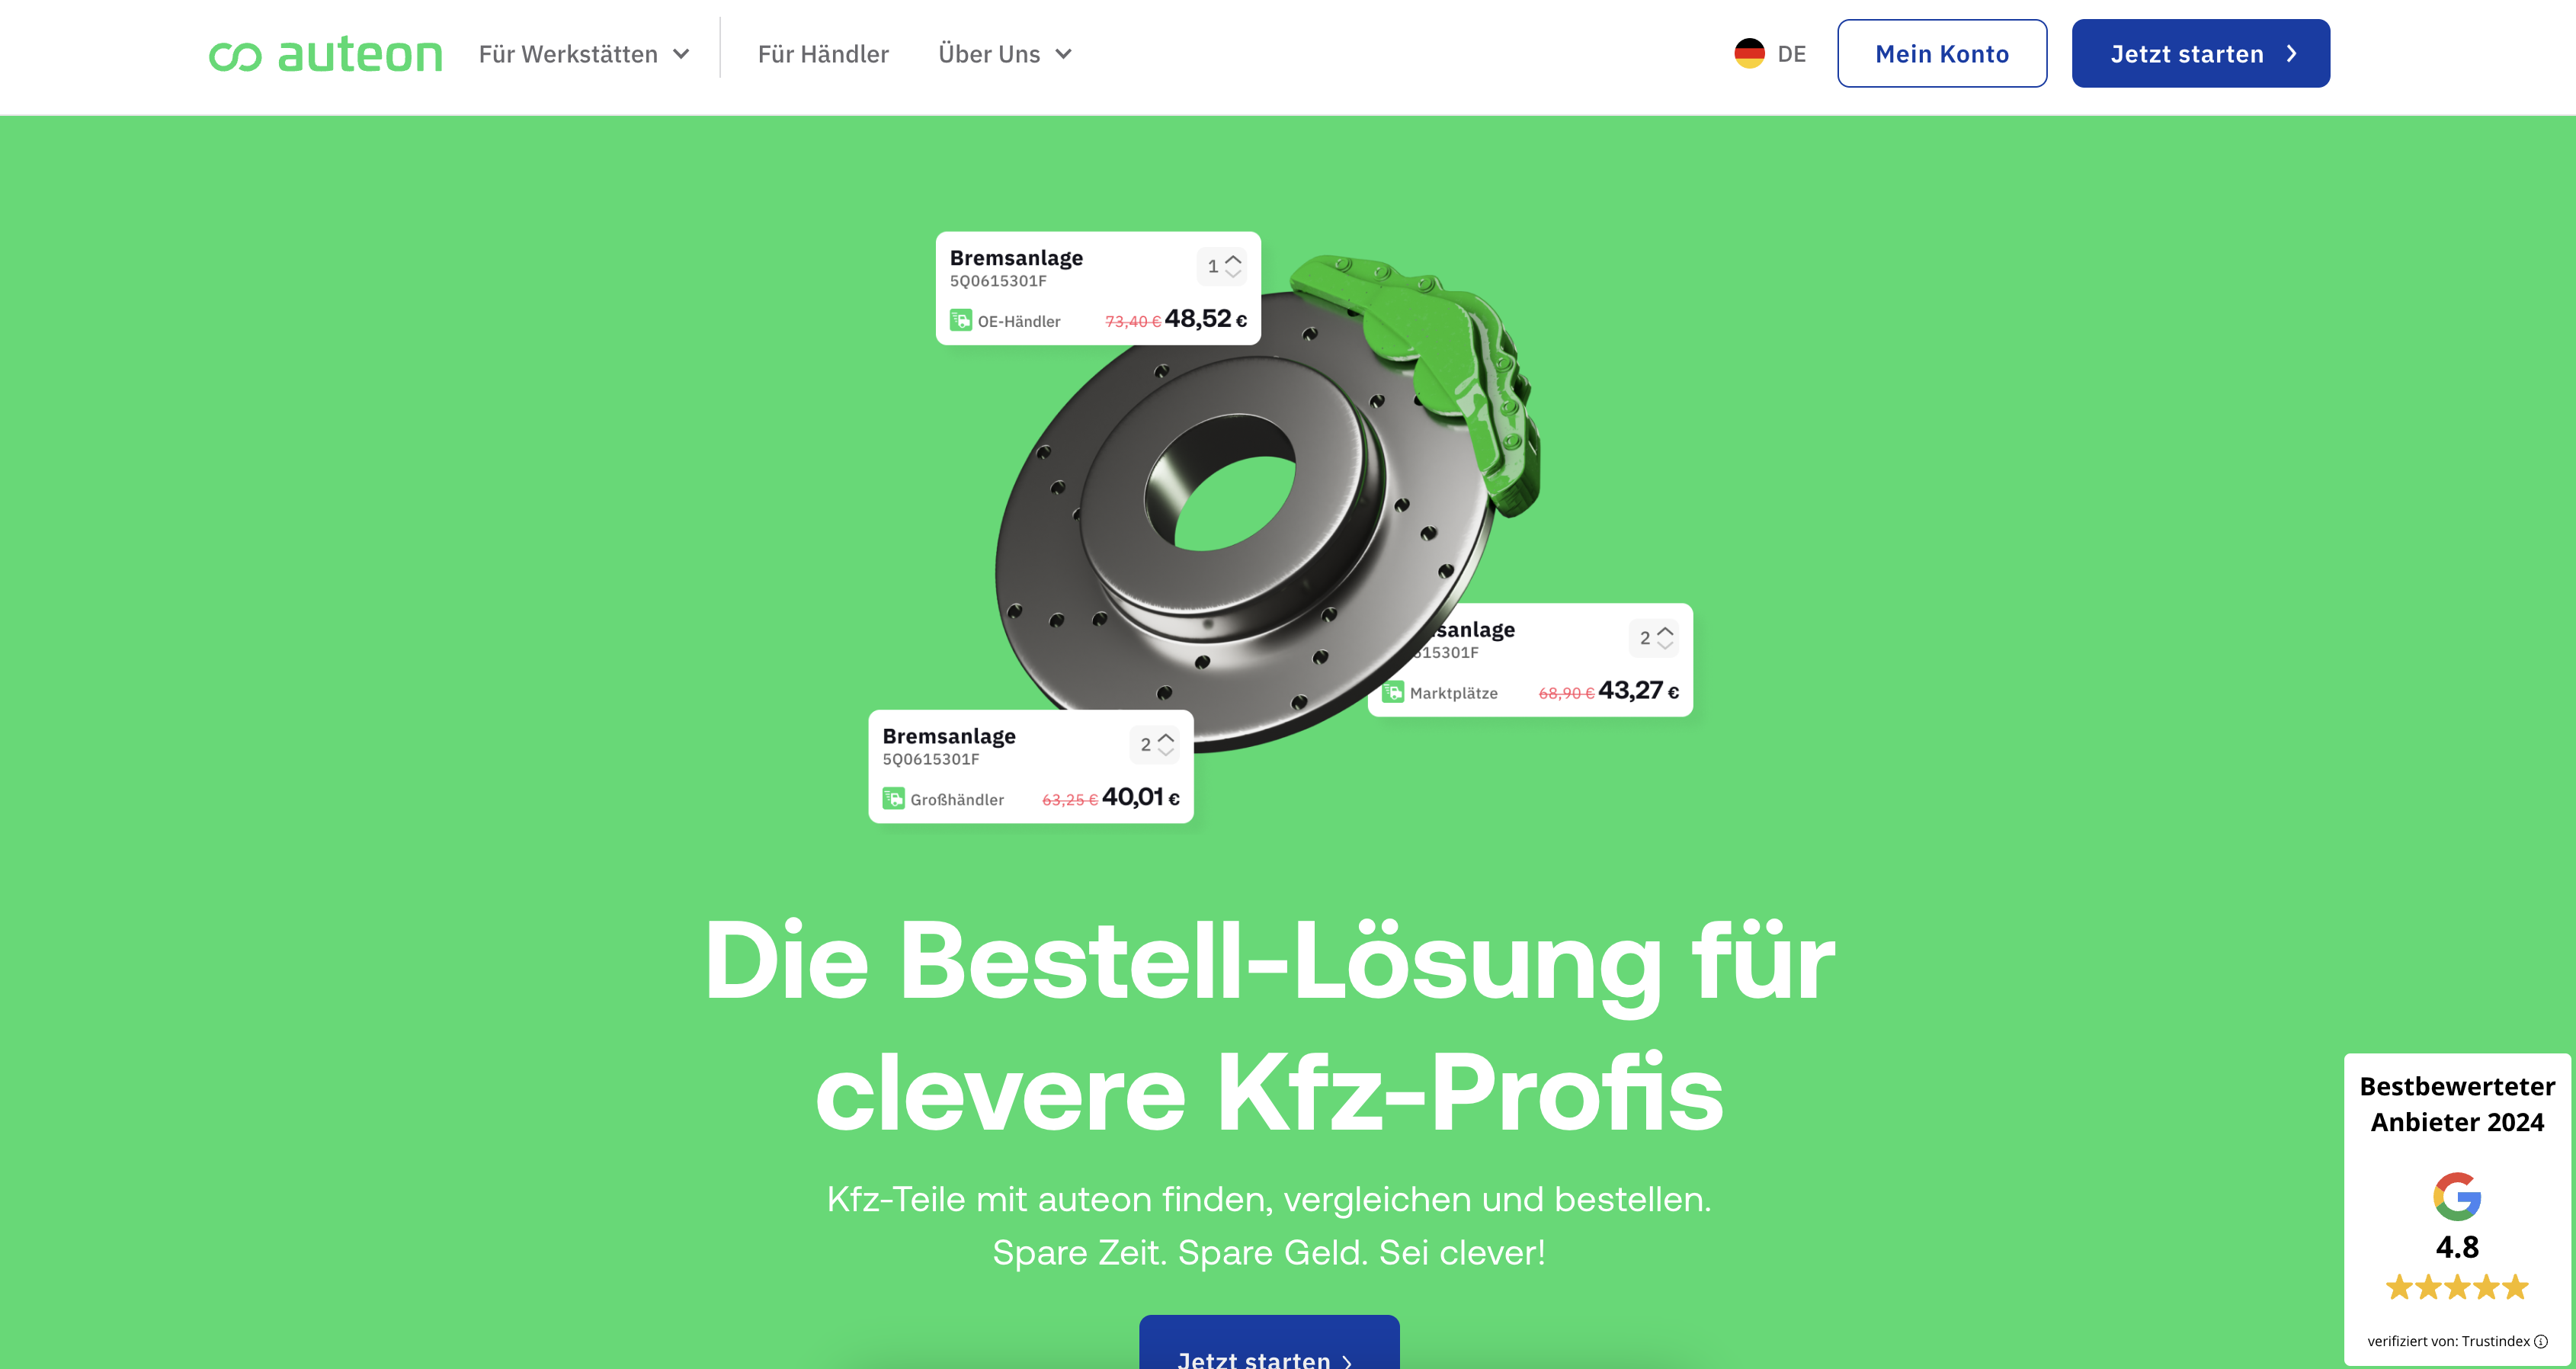 auteon
Für Werkstätten
Für Händler
Über Uns
DE
Mein Konto
Jetzt starten
Bremsanlage
5Q0615301F
1
OE-Händler
73,40 € 48,52 €
sanlage
15301F
2
Marktplätze
68,90 € 43,27 €
Bremsanlage
5Q0615301F
2
Großhändler
63,25 € 40,01 €
Die Bestell-Lösung für
clevere Kfz-Profis
Kfz-Teile mit auteon finden, vergleichen und bestellen.
Spare Zeit. Spare Geld. Sei clever!
Jetzt starten
Bestbewerteter
Anbieter 2024
4.8
verifiziert von: Trustindex